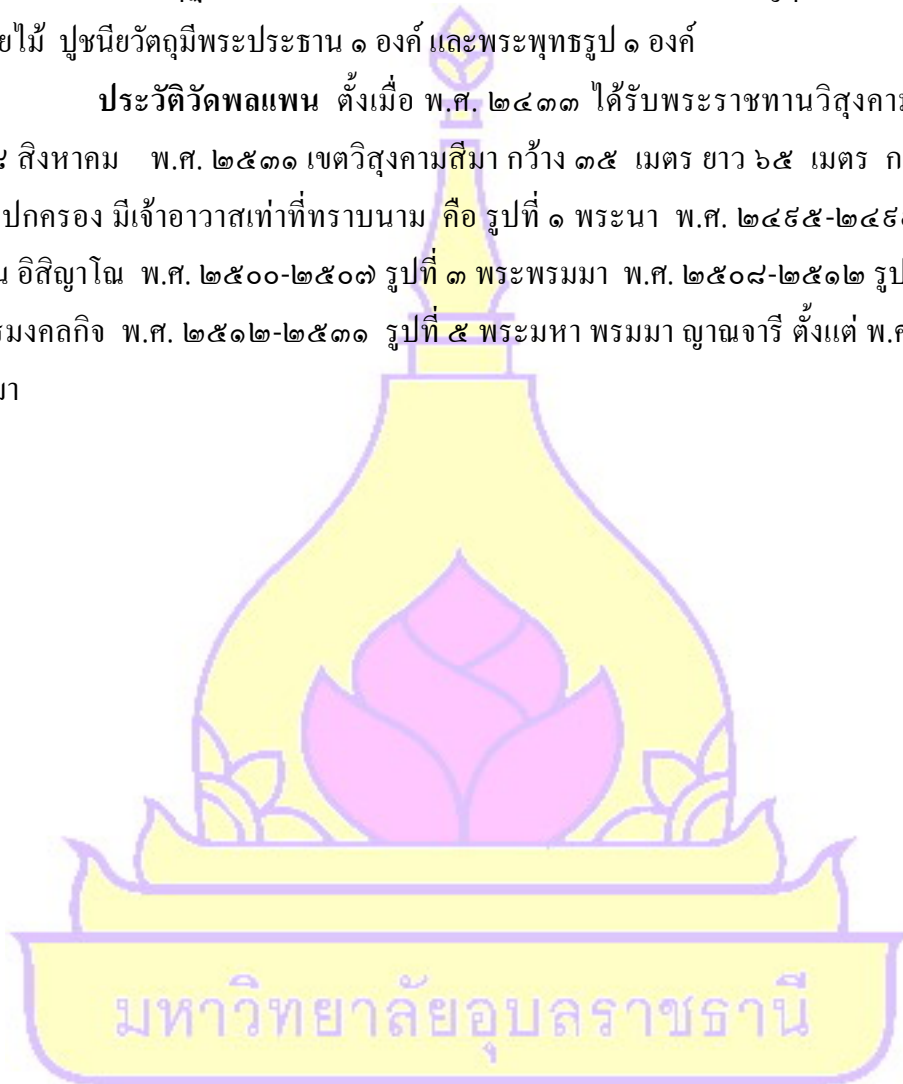 ยไม้ ปูชนียวัตถุมีพระประธาน ๑ องค์ และพระพุทธรูป ๑ องค์
ประวัติวัดพลแพน ตั้งเมื่อ พ.ศ. ๒๔๓๓ ได้รับพระราชทานวิสุงคาม
สิงหาคม พ.ศ. ๒๕๓๑ เขตวิสุงคามสีมา กว้าง ๓๕ เมตร ยาว ๖๕ เมตร ก
ปกครอง มีเจ้าอาวาสเท่าที่ทราบนาม คือ รูปที่ ๑ พระนา พ.ศ. ๒๔๙๕-๒๔๙
น อิสิญาโณ พ.ศ. ๒๕๐๐-๒๕๐๗ รูปที่ ๓ พระพรมมา พ.ศ. ๒๕๐๘-๒๕๑๒ รูป
รมงคลกิจ พ.ศ. ๒๕๑๒-๒๕๓๑ รูปที่ ๕ พระมหา พรมมา ญาณจารี ตั้งแต่ พ.ศ
มา
มหาวิทยาลัยอุบลราชธานี